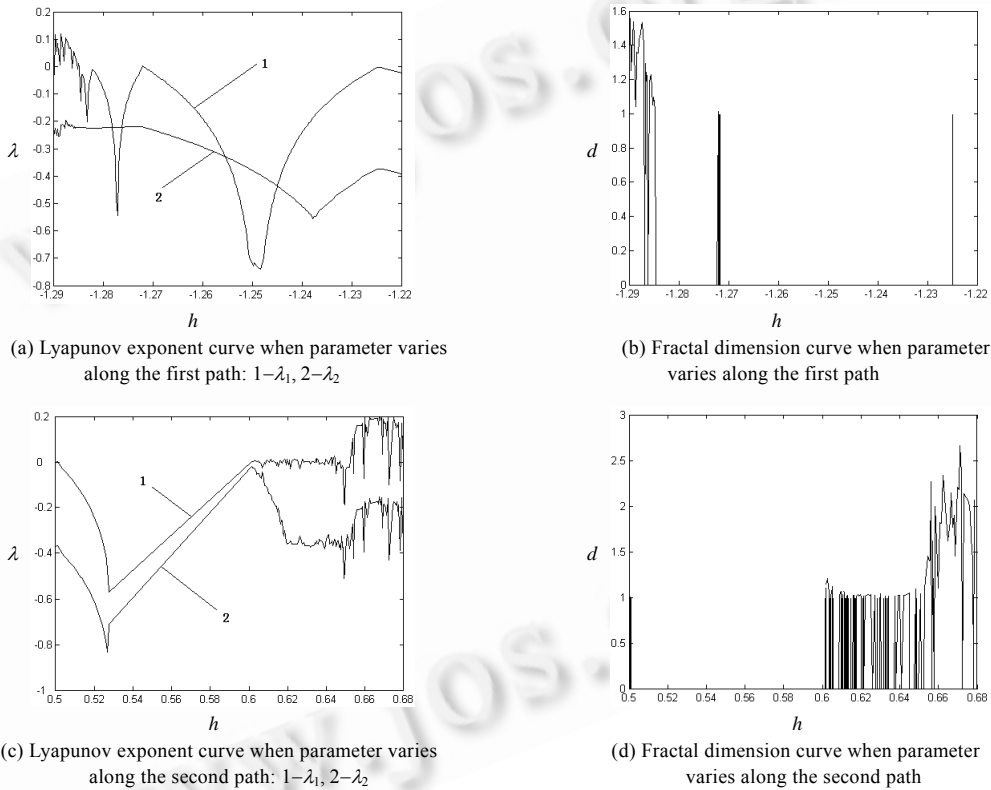 0.2
0.1
0
-0.1
-0.2
-0.3
-0.4
-0.5
-0.6
-0.7
-0.8
λ
1
2
-1.29 -1.28 -1.27 -1.26 -1.25 -1.24 -1.23 -1.22
h
(a) Lyapunov exponent curve when parameter varies
along the first path: 1−λ1, 2−λ2
1.6
1.4
1.2
1
0.8
0.6
0.4
0.2
0
d
-1.29 -1.28 -1.27 -1.26 -1.25 -1.24 -1.23 -1.22
h
(b) Fractal dimension curve when parameter
varies along the first path
0.2
0
-0.2
-0.4
-0.6
-0.8
-1
λ
1
2
0.5 0.52 0.54 0.56 0.58 0.6 0.62 0.64 0.66 0.68
h
(c) Lyapunov exponent curve when parameter varies
along the second path: 1−λ1, 2−λ2
3
2.5
2
1.5
1
0.5
0
d
0.5 0.52 0.54 0.56 0.58 0.6 0.62 0.64 0.66 0.68
h
(d) Fractal dimension curve when parameter
varies along the second path
www.jos.